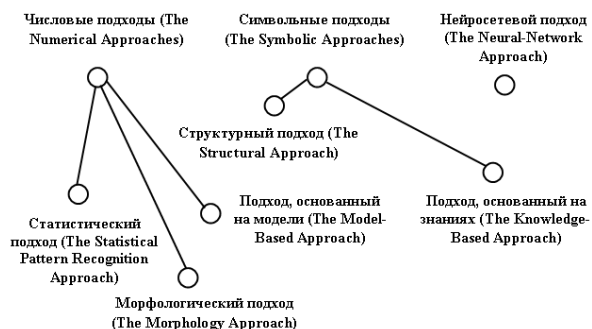 Числовые подходы (The
Numerical Approaches)
Символьные подходы
(The Symbolic Approaches)
Нейросетевой подход
(The Neural-Network
Approach)
Структурный подход (The
Structural Approach)
Статистический
подход (The Statistical
Pattern Recognition
Approach)
Подход, основанный
на модели (The Model-
Based Approach)
Подход, основанный на
знаниях (The Knowledge-
Based Approach)
Морфологический подход
(The Morphology Approach)